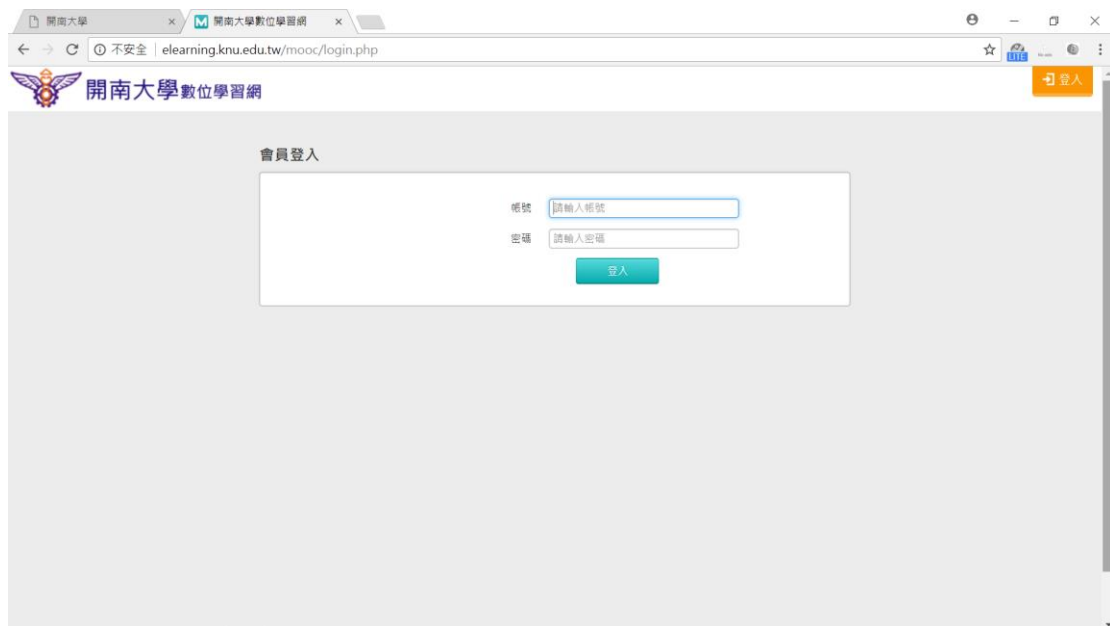 開南大學
開南大學數位學習網
不安全 elearning.knu.edu.tw/mooc/login.php
LITE
開南大學數位學習網
登入
會員登入
帳號 請輸入帳號
密碼 請輸入密碼
登入